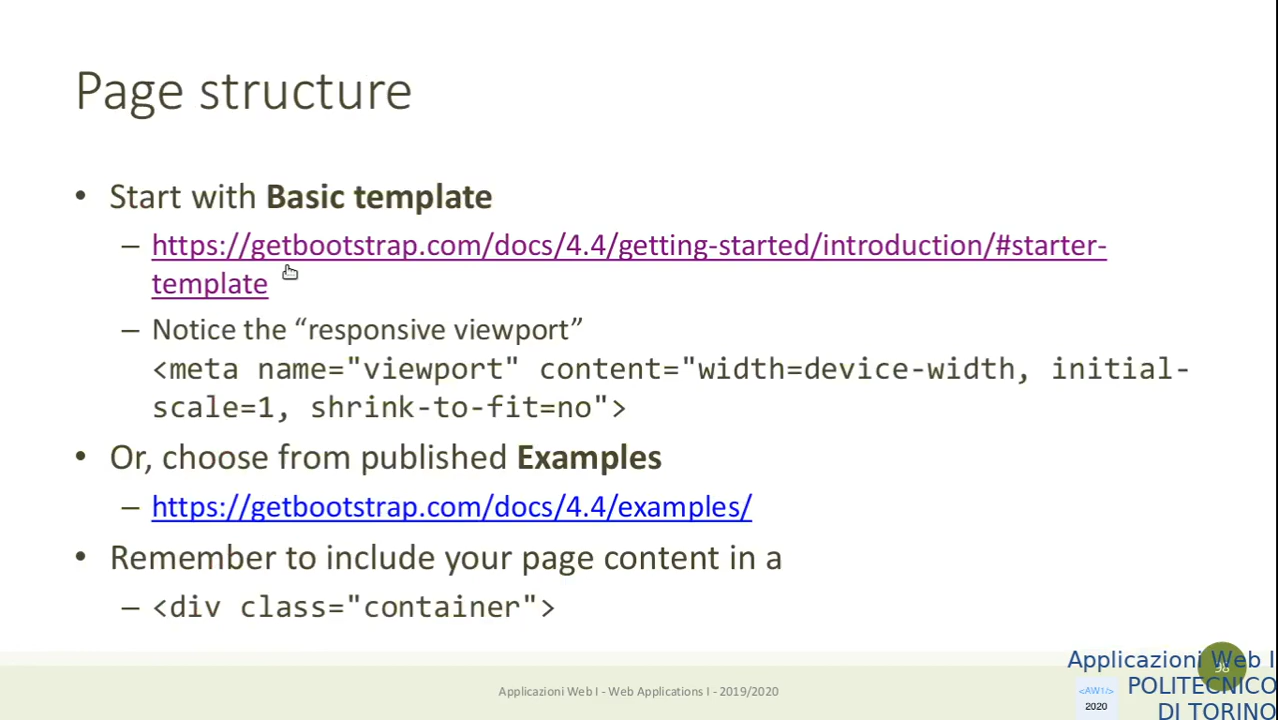 Page structure
• Start with Basic template
– https://getbootstrap.com/docs/4.4/getting-started/introduction/#starter-
template
– Notice the “responsive viewport”
<meta name="viewport" content="width=device-width, initial-
scale=1, shrink-to-fit=no">
• Or, choose from published Examples
– https://getbootstrap.com/docs/4.4/examples/
• Remember to include your page content in a
– <div class="container">
Applicazioni Web I - Web Applications I - 2019/2020
Applicazioni Web I
POLITECNICO
DI TORINO
<AW1/>
2020